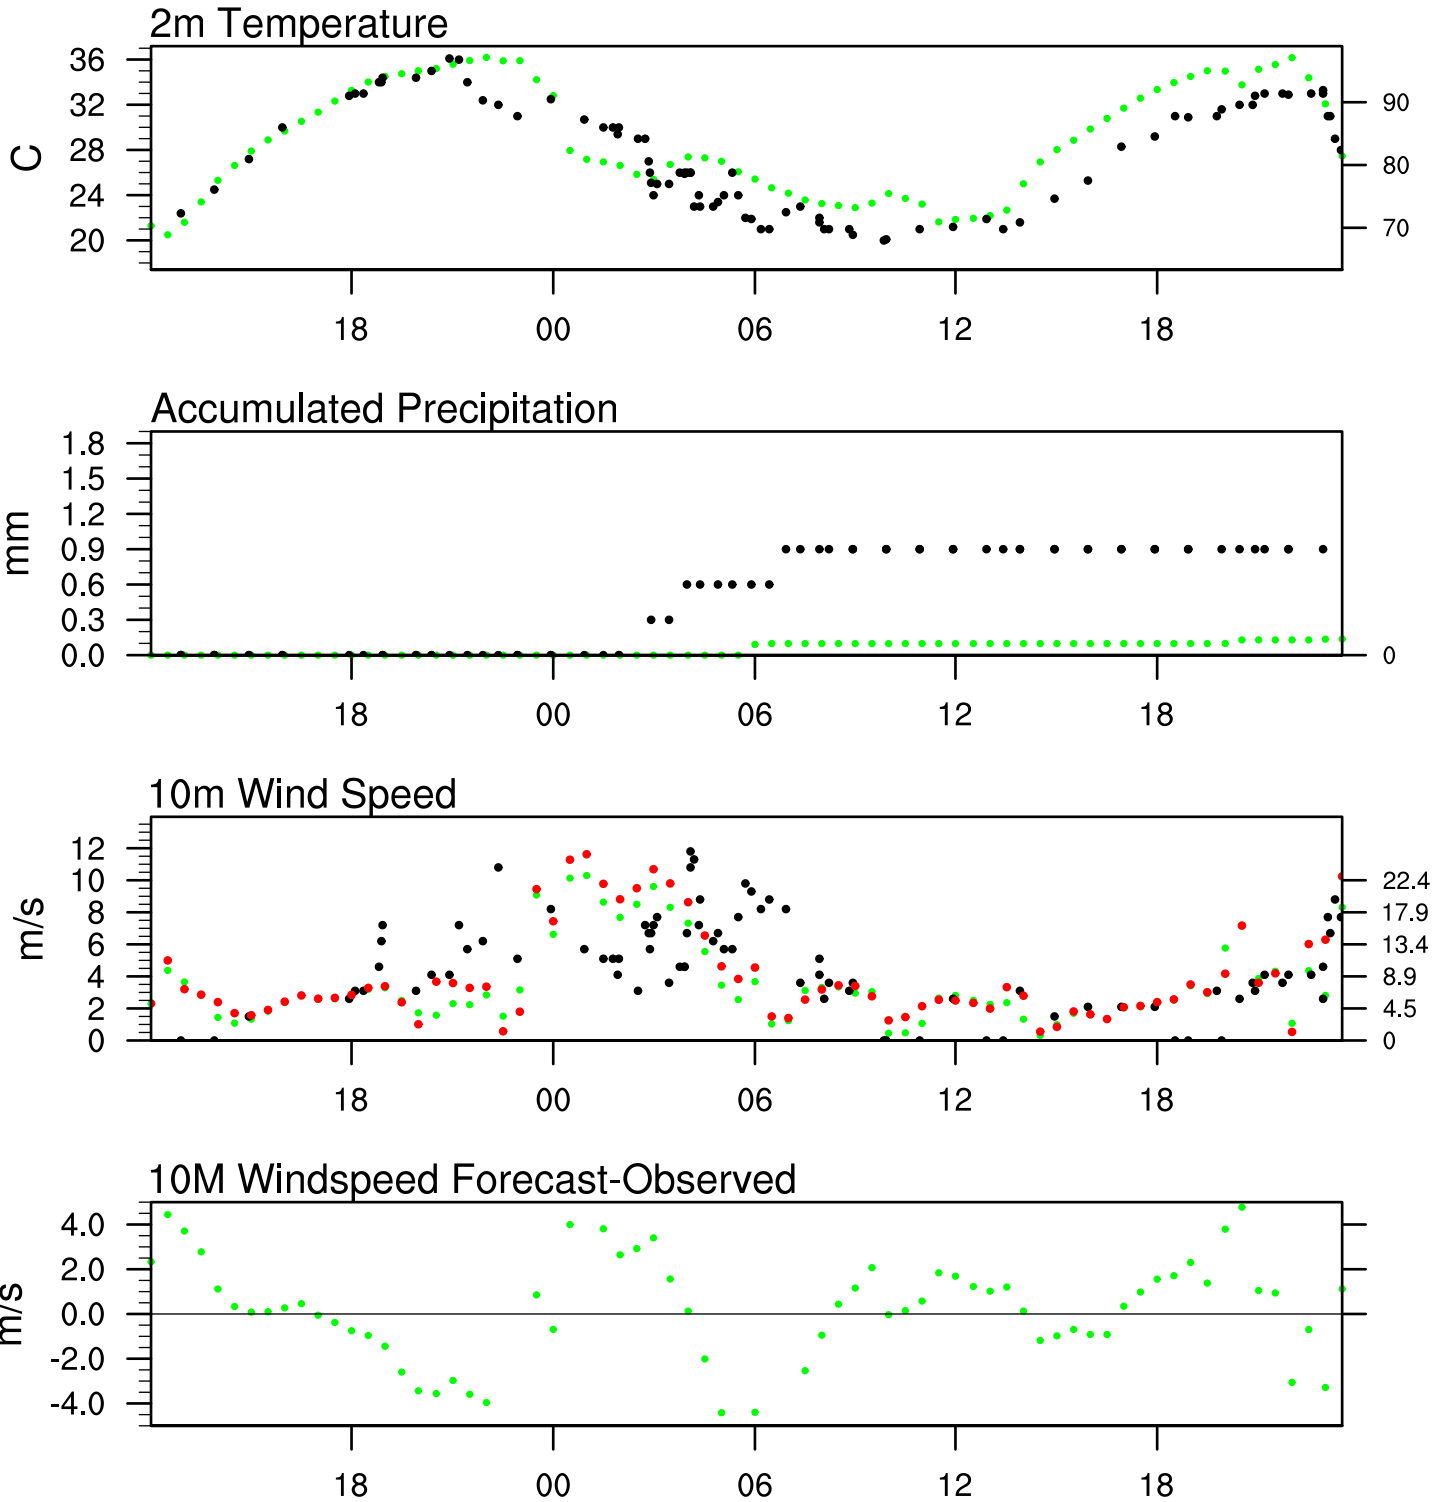 2m Temperature
36
32
28
24
20
C
90
80
70
18 00 06 12 18
Accumulated Precipitation
1.8
1.5
1.2
0.9
0.6
0.3
0.0
mm
0
18 00 06 12 18
10m Wind Speed
12
10
8
6
4
2
0
m/s
22.4
17.9
13.4
8.9
4.5
0
18 00 06 12 18
10M Windspeed Forecast-Observed
4.0
2.0
0.0
-2.0
-4.0
m/s
18 00 06 12 18